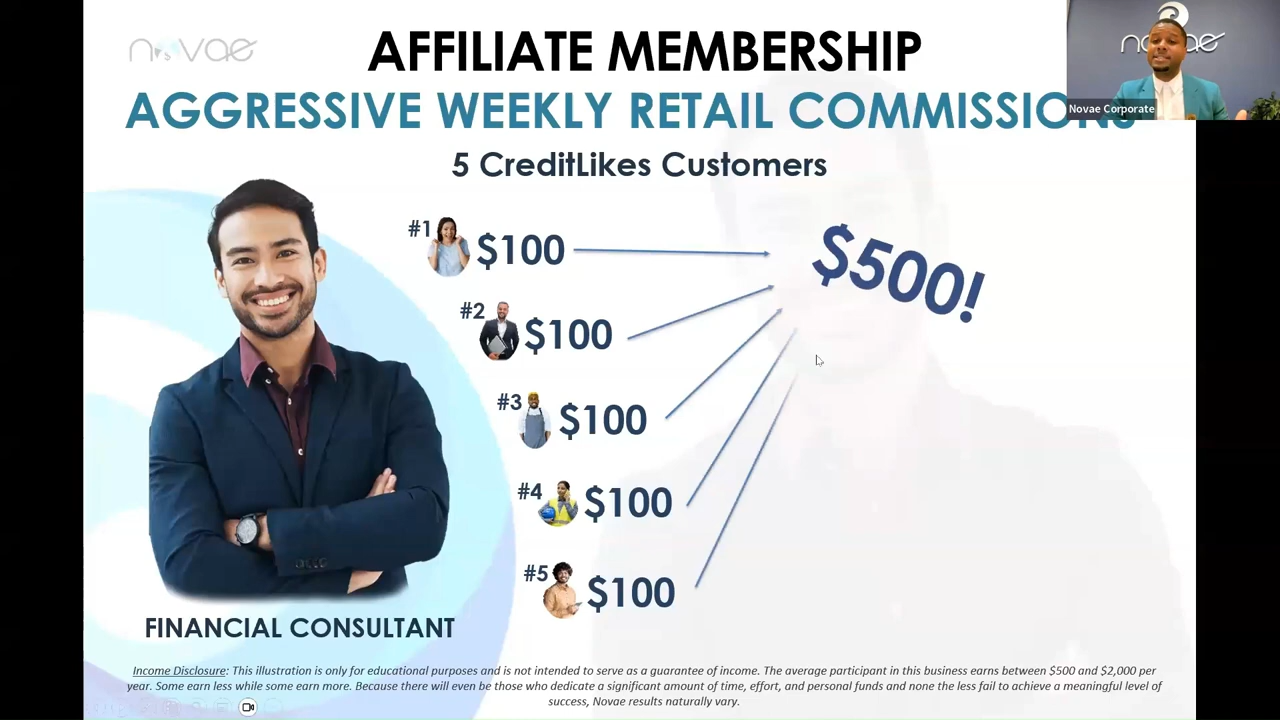 novae
AFFILIATE MEMBERSHIP
AGGRESSIVE WEEKLY RETAIL COMMISSIONS
novae
Novae Corporate
5 CreditLikes Customers
#1 $100
$500!
#2 $100
#3 $100
#4 $100
#5 $100
FINANCIAL CONSULTANT
Income Disclosure: This illustration is only for educational purposes and is not intended to serve as a guarantee of income. The average participant in this business earns between $500 and $2,000 per
year. Some earn less while some earn more. Because there will even be those who dedicate a significant amount of time, effort, and personal funds and none the less fail to achieve a meaningful level of
success, Novae results naturally vary.